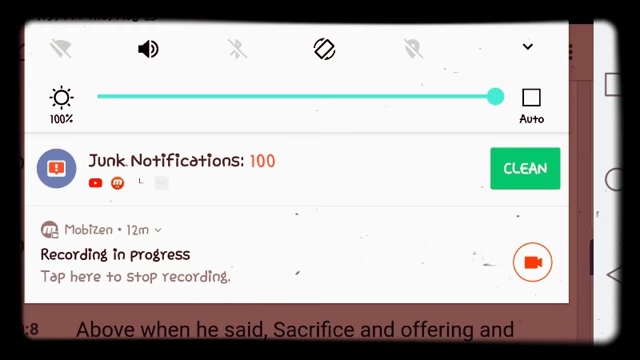 100%
Auto
Junk Notifications: 100
CLEAN
Mobizen • 12m
Recording in progress
Tap here to stop recording.
:8 Above when he said, Sacrifice and offering and